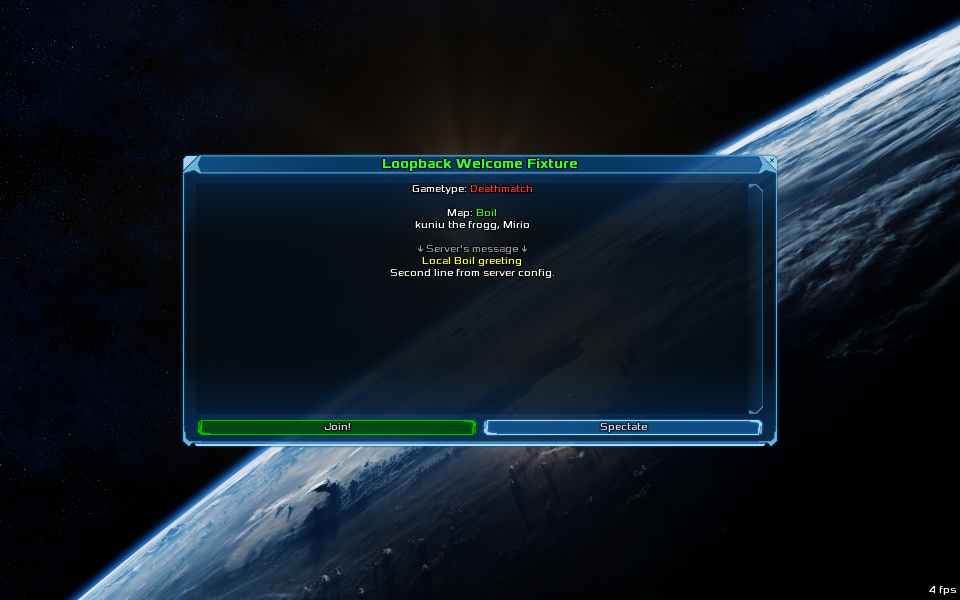 Loopback Welcome Fixture
Gametype: Deathmatch
Map: Boil
kuniu the frogg, Mirio
↓ Server's message ↓
Local Boil greeting
Second line from server config.
Join!
Spectate
4 fps